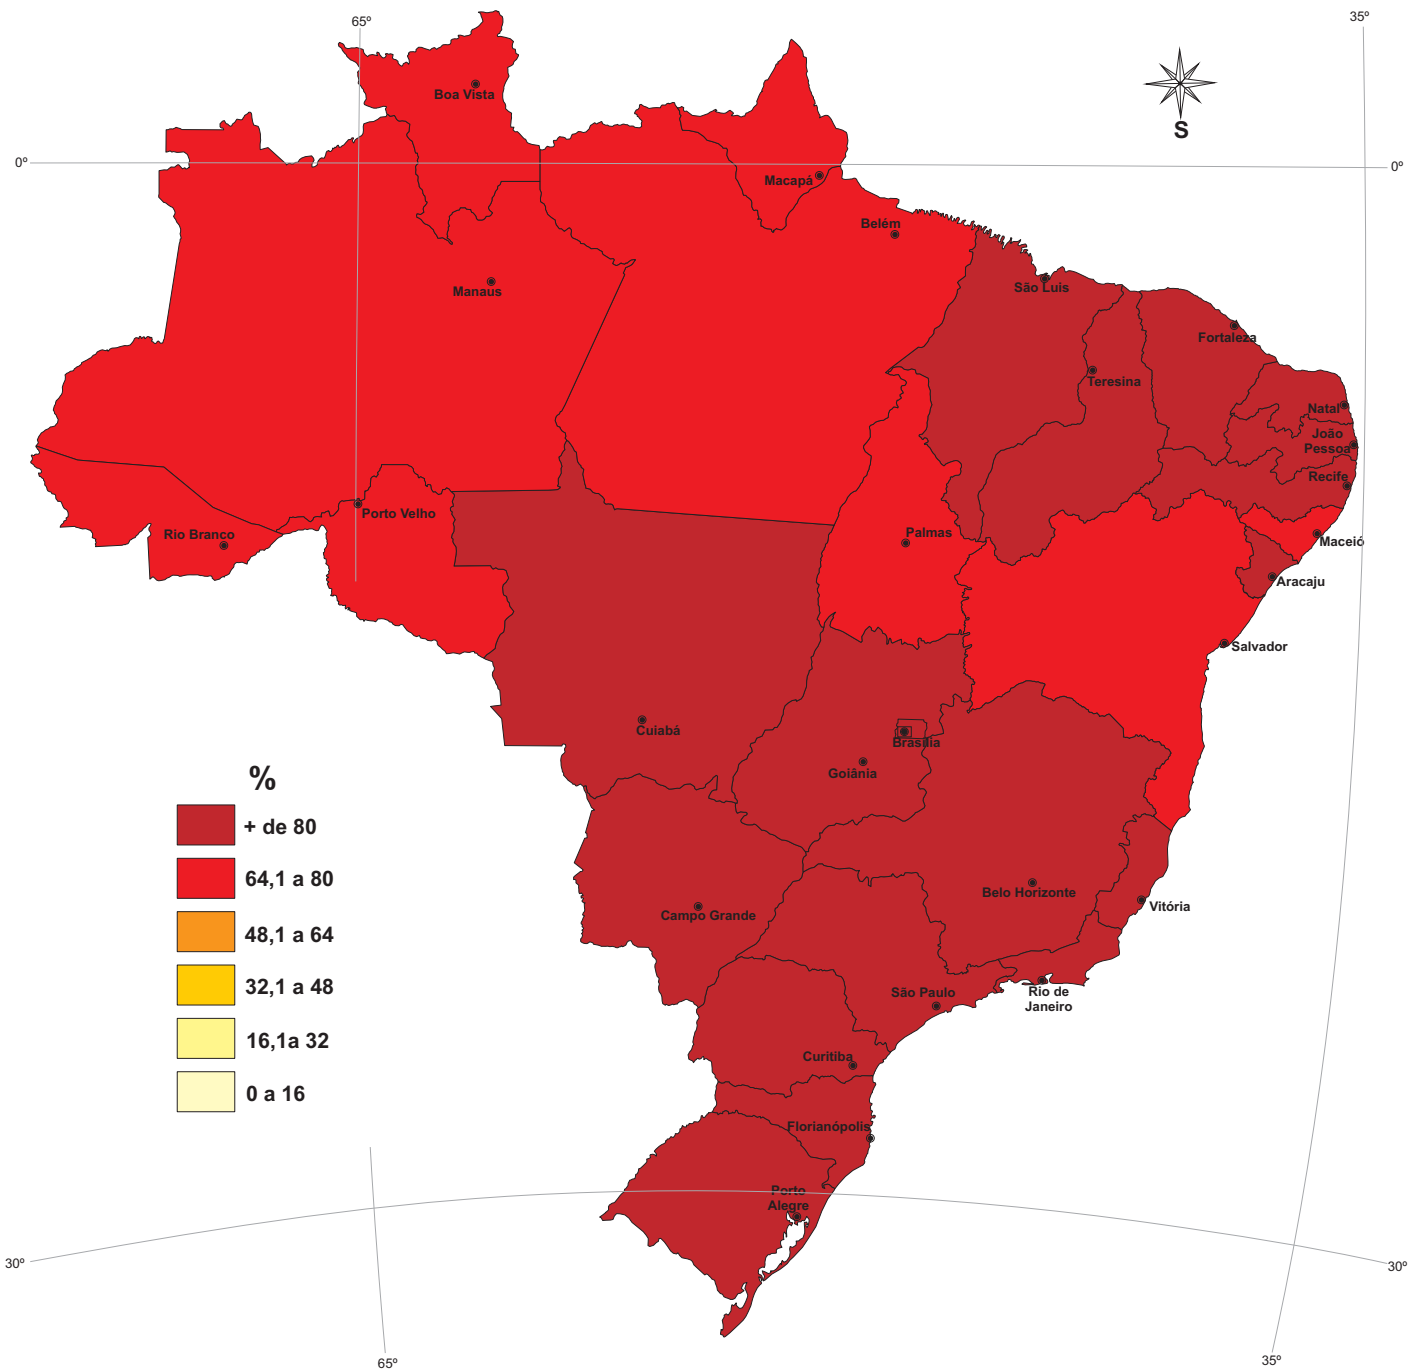 65º
35º
Boa Vista
S
0º
0º
Macapá
Belém
Manaus
São Luis
Fortaleza
Teresina
Natal
João
Pessoa
Recife
Porto Velho
Rio Branco
Palmas
Maceió
Aracaju
Salvador
Cuiabá
Brasília
Goiânia
%
+ de 80
64,1 a 80
48,1 a 64
32,1 a 48
16,1a 32
0 a 16
Belo Horizonte
Vitória
Campo Grande
São Paulo
Rio de
Janeiro
Curitiba
Florianópolis
Porto
Alegre
30º
30º
65º
35º